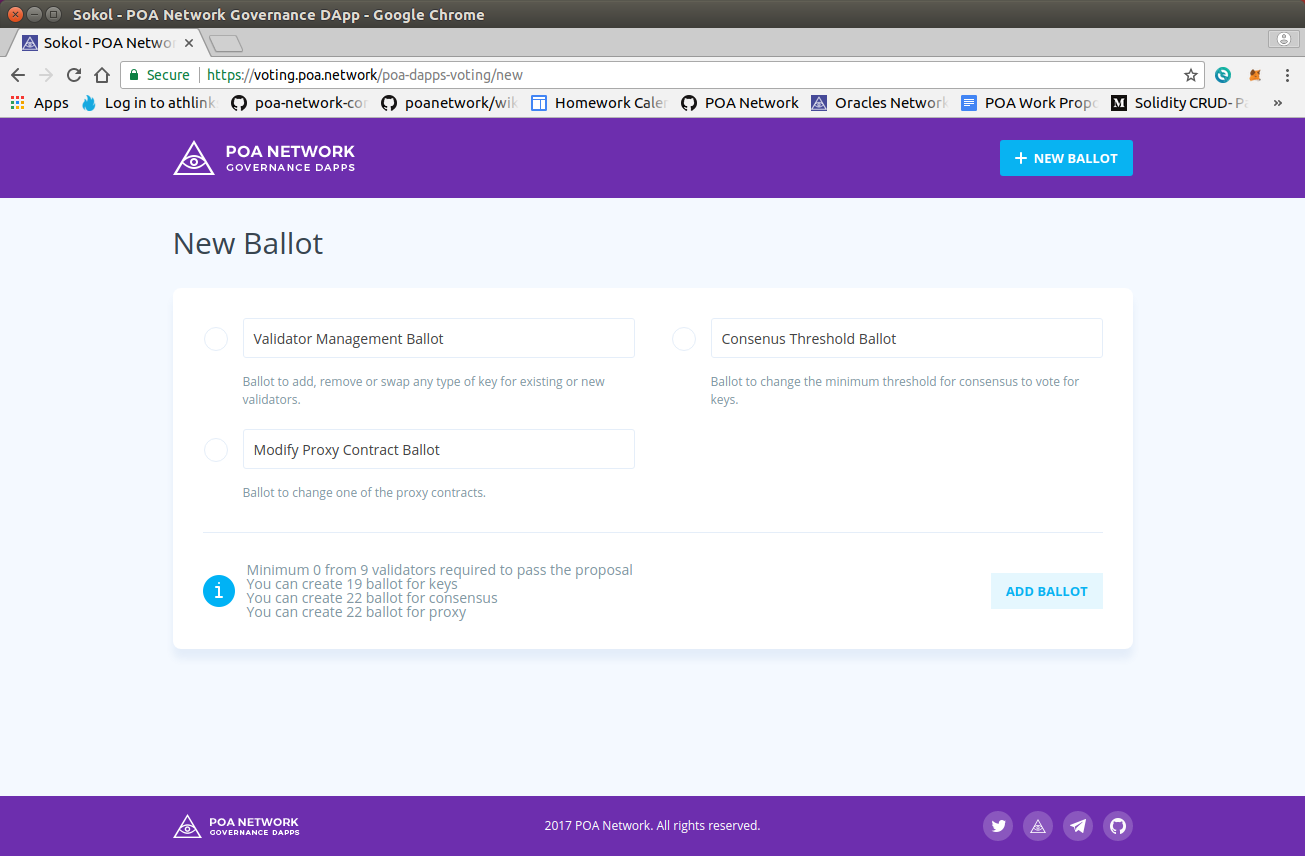 Sokol - POA Network Governance DApp - Google Chrome
Sokol - POA Netwo
Secure https://voting.poa.network/poa-dapps-voting/new
Apps Log in to athlink poa-network-co poanetwork/wik Homework Cale POA Network Oracles Network POA Work Prop Solidity CRUD- Pa »
POA NETWORK
GOVERNANCE DAPPS
+ NEW BALLOT
New Ballot
Validator Management Ballot
Ballot to add, remove or swap any type of key for existing or new
validators.
Consenus Threshold Ballot
Ballot to change the minimum threshold for consensus to vote for
keys.
Modify Proxy Contract Ballot
Ballot to change one of the proxy contracts.
i
Minimum 0 from 9 validators required to pass the proposal
You can create 19 ballot for keys
You can create 22 ballot for consensus
You can create 22 ballot for proxy
ADD BALLOT
POA NETWORK
GOVERNANCE DAPPS
2017 POA Network. All rights reserved.